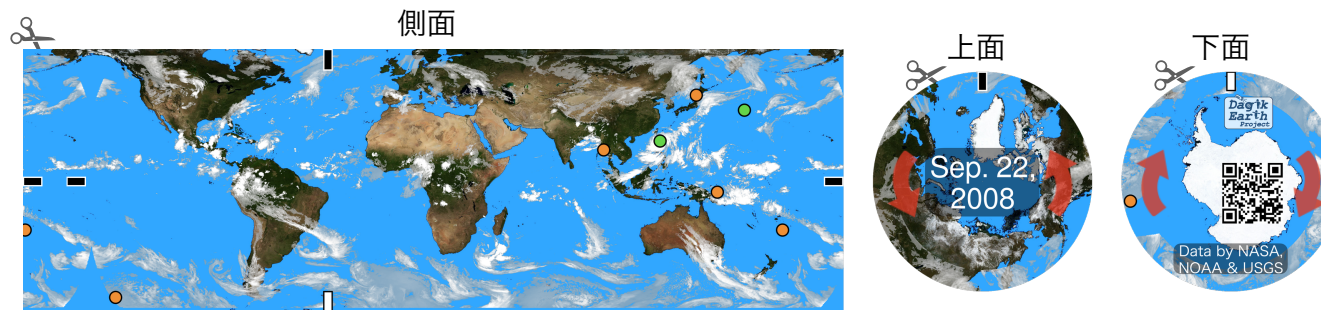 側面
上面
Sep. 22,
2008
下面
Dagik
Earth
Project
Data by NASA,
NOAA & USGS